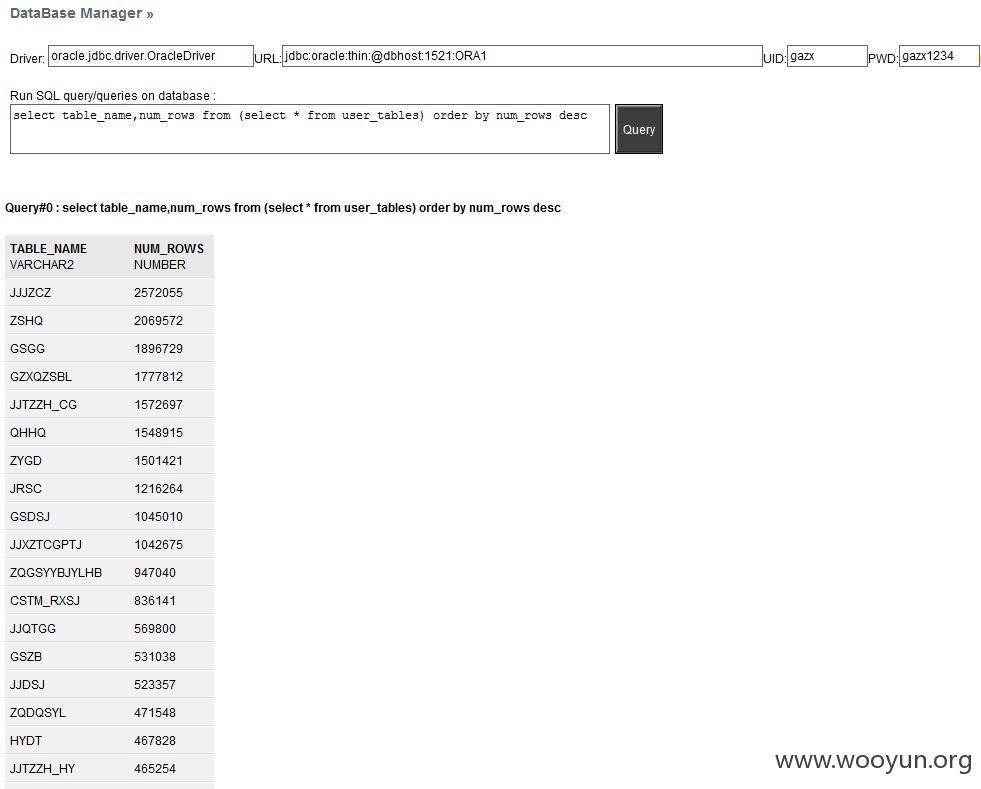 DataBase Manager »
Driver: oracle.jdbc.driver.OracleDriver URL: jdbc:oracle:thin:@dbhost:1521:ORA1 UID: gazx PWD: gazx1234
Run SQL query/queries on database :
select table_name,num_rows from (select * from user_tables) order by num_rows desc
Query
Query#0 : select table_name,num_rows from (select * from user_tables) order by num_rows desc
TABLE_NAME NUM_ROWS
VARCHAR2 NUMBER
JJJZCZ 2572055
ZSHQ 2069572
GSGG 1896729
GZXQZSBL 1777812
JJTZZH_CG 1572697
QHHQ 1548915
ZYGD 1501421
JRSC 1216264
GSDSJ 1045010
JJXZTCGPTJ 1042675
ZQGSYYBJYLHB 947040
CSTM_RXSJ 836141
JJQTGG 569800
GSZB 531038
JJDSJ 523357
ZQDQSYL 471548
HYDT 467828
JJTZZH_HY 465254
www.wooyun.org